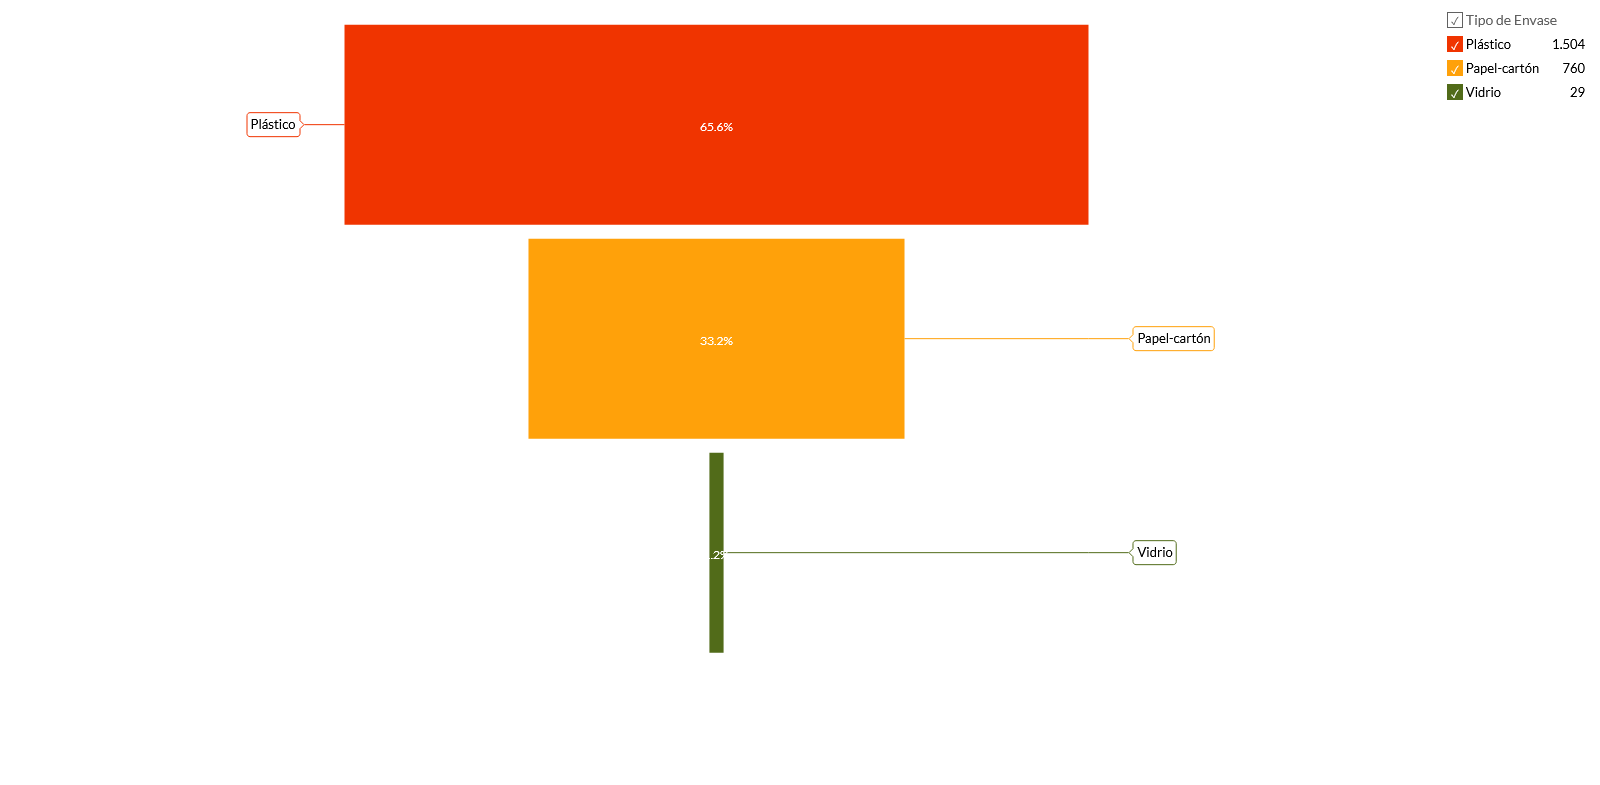 Tipo de Envase
Plástico 1.504
Papel-cartón 760
Vidrio 29
Plástico
65.6%
33.2%
Papel-cartón
.2%
Vidrio